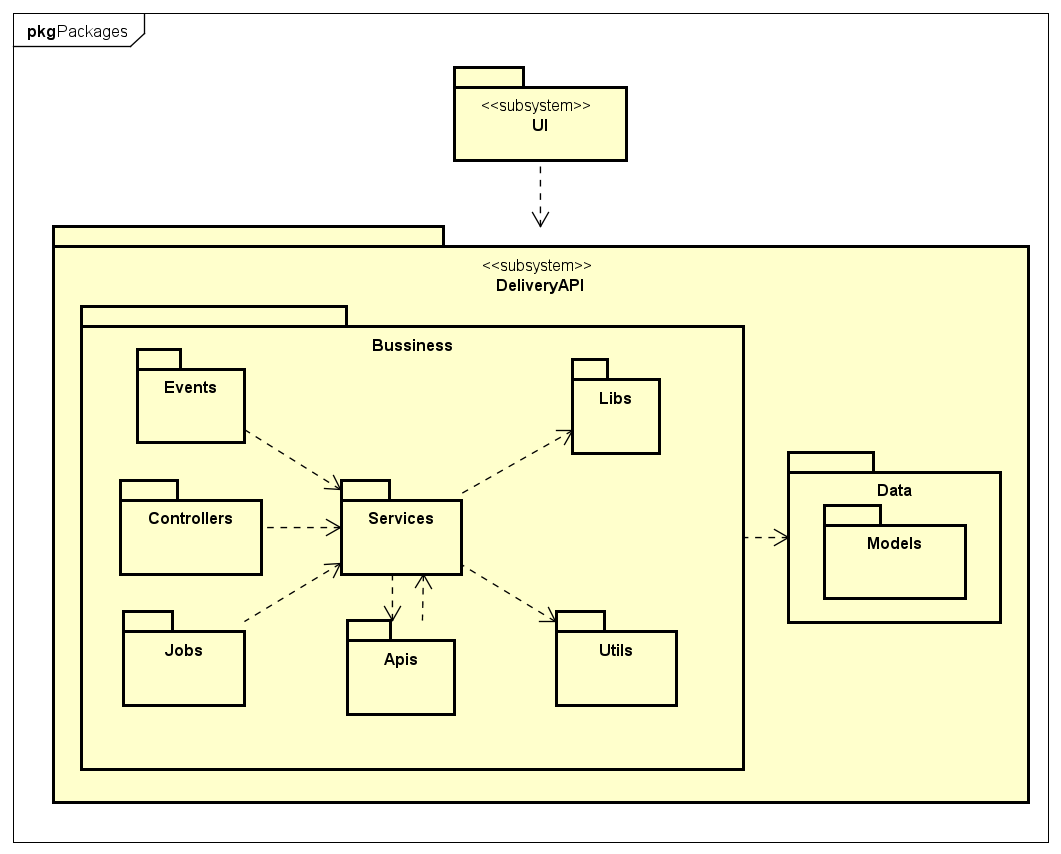 pkgPackages
<<subsystem>>
UI
<<subsystem>>
DeliveryAPI
Bussiness
Events
Libs
Controllers
Services
Data
Models
Jobs
Apis
Utils